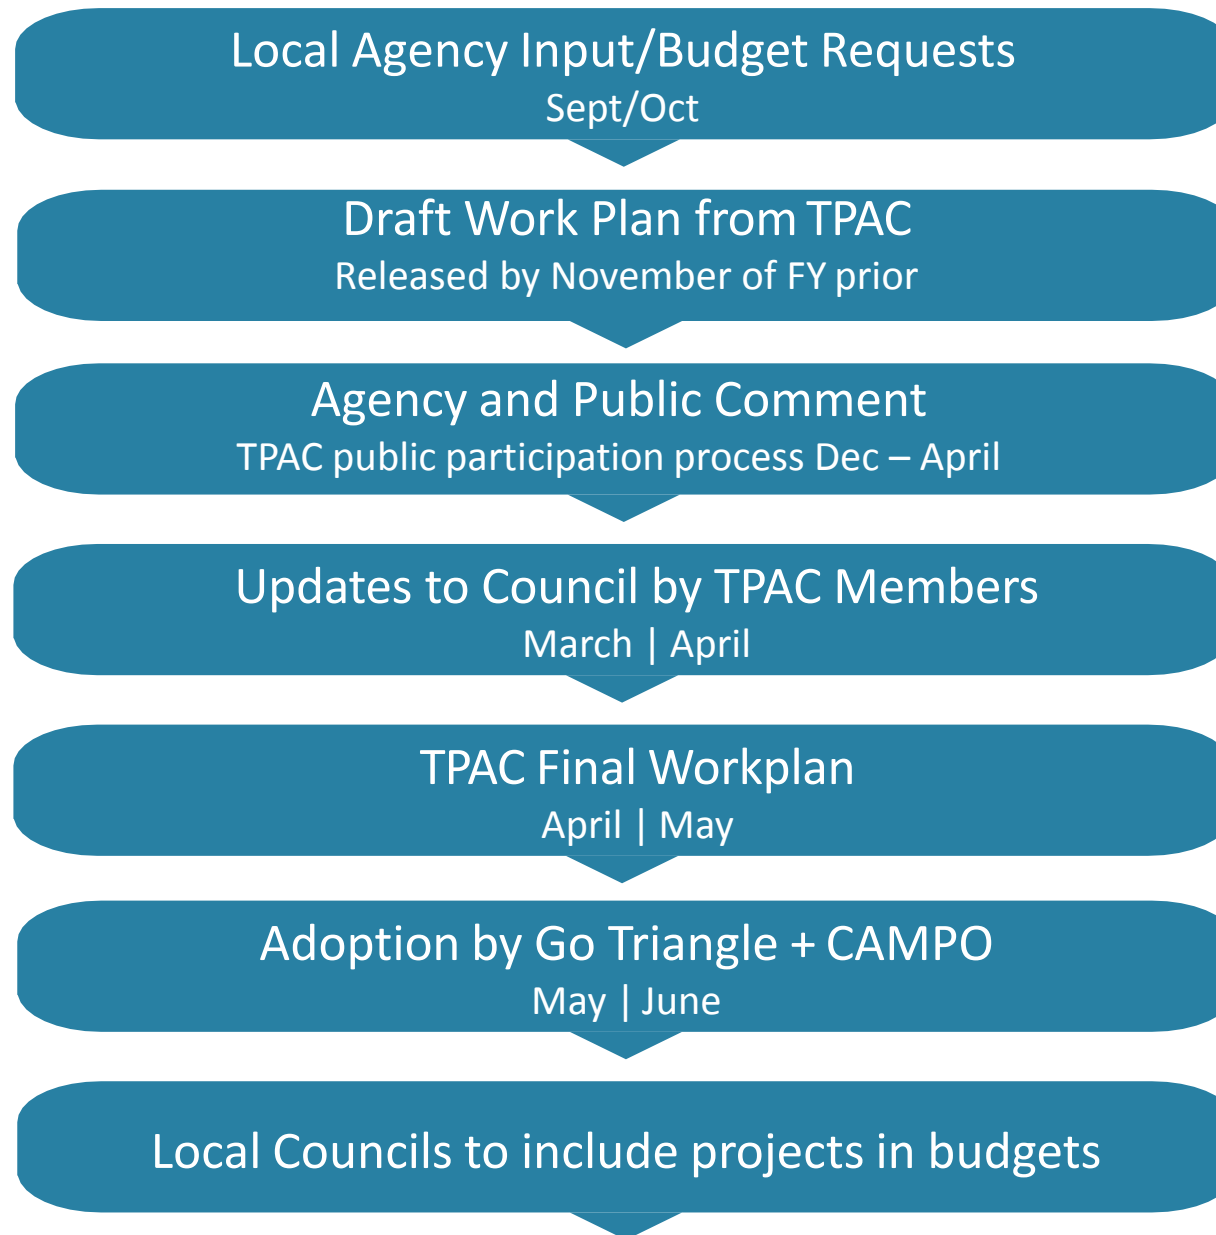 Local Agency Input/Budget Requests
Sept/Oct
Draft Work Plan from TPAC
Released by November of FY prior
Agency and Public Comment
TPAC public participation process Dec – April
Updates to Council by TPAC Members
March | April
TPAC Final Workplan
April | May
Adoption by Go Triangle + CAMPO
May | June
Local Councils to include projects in budgets